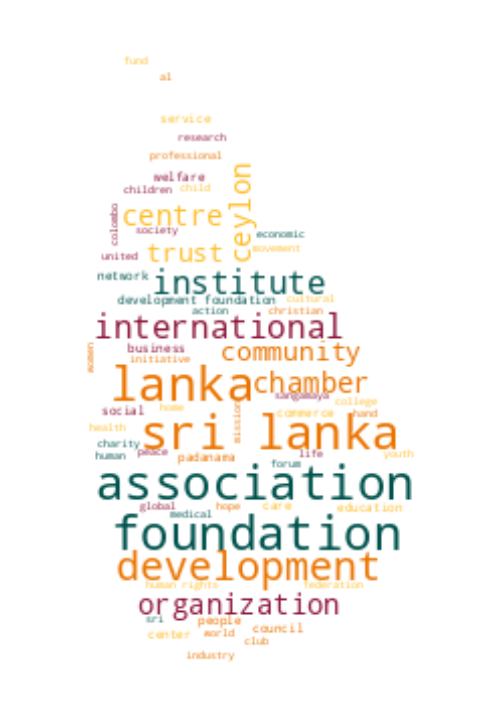 fund
al
service
research
professional
welfare
children child
ceylon
colombo
centre
society
economic
united
trust
movement
network institute
development foundation cultural
action christian
international
women
business community
initiative
lanka chamber
sangamaya
social home college
mission
commerce hand
health
sri lanka
charity
human peace padanama life youth
forum
association
global hope care education
medical
foundation
development
human rights federation
organization
sri people
center world council
club
industry